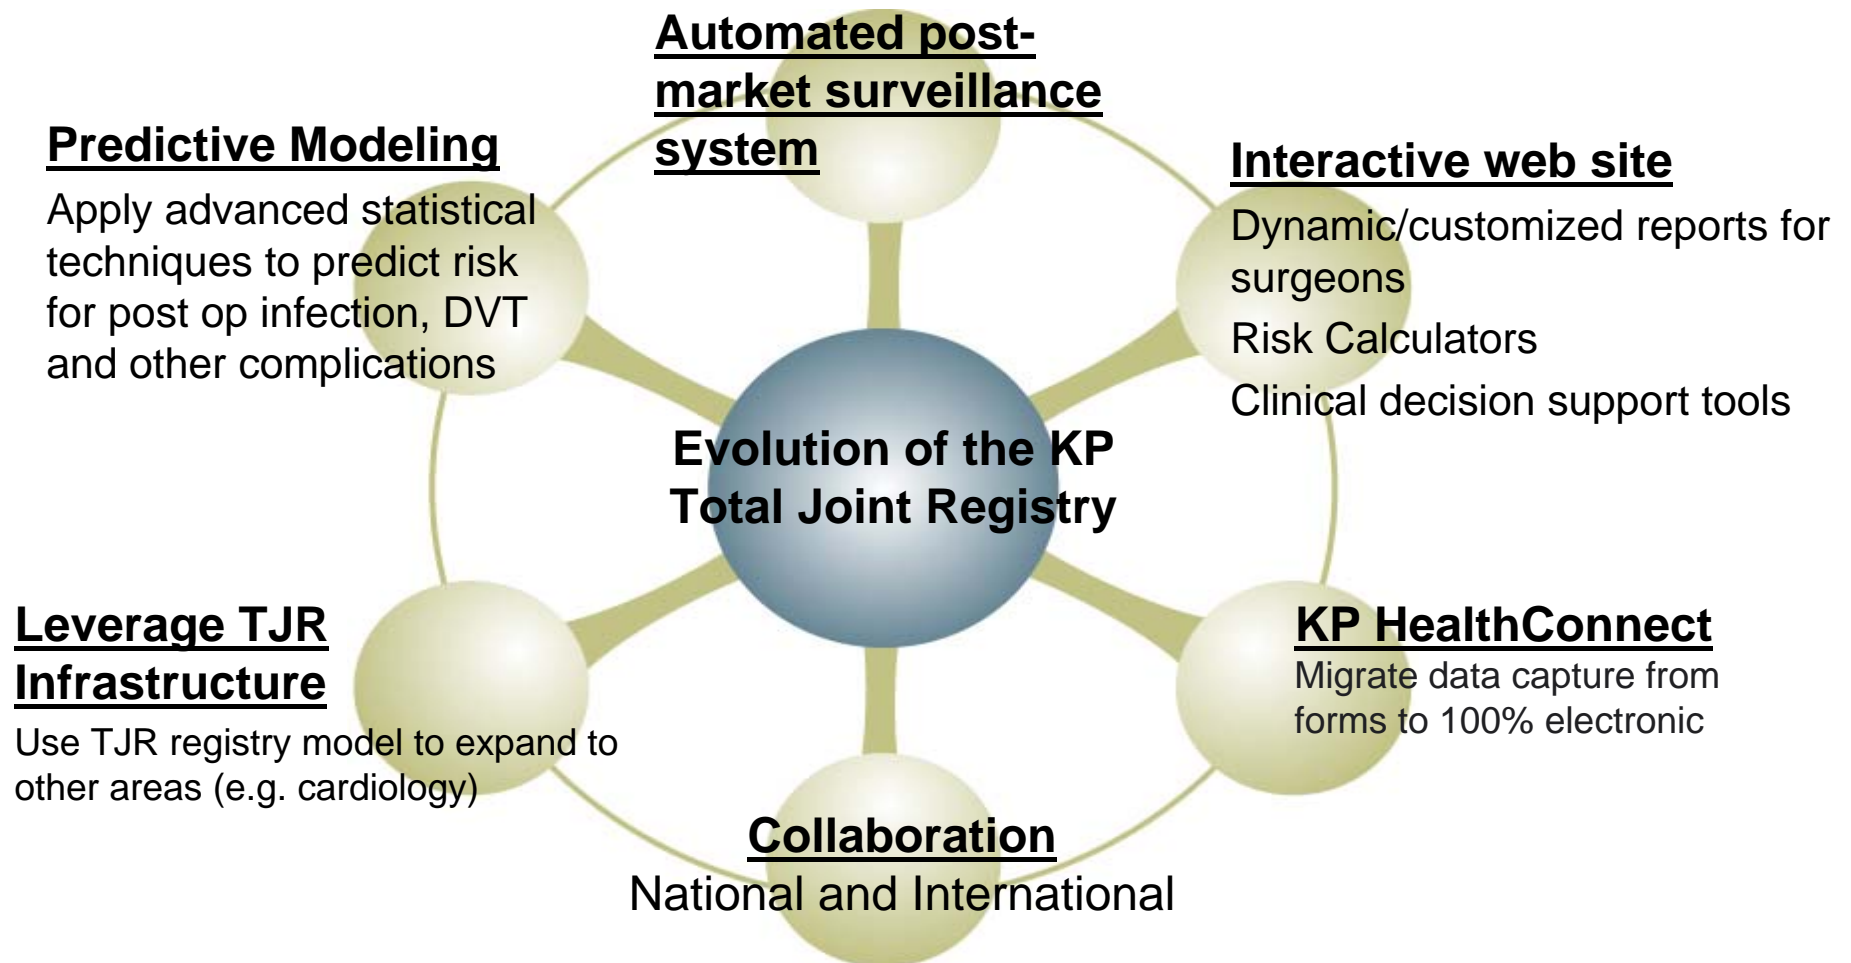 Automated post-
market surveillance
system
Predictive Modeling
Apply advanced statistical
techniques to predict risk
for post op infection, DVT
and other complications
Interactive web site
Dynamic/customized reports for
surgeons
Risk Calculators
Clinical decision support tools
Evolution of the KP
Total Joint Registry
Leverage TJR
Infrastructure
Use TJR registry model to expand to
other areas (e.g. cardiology)
KP HealthConnect
Migrate data capture from
forms to 100% electronic
Collaboration
National and International